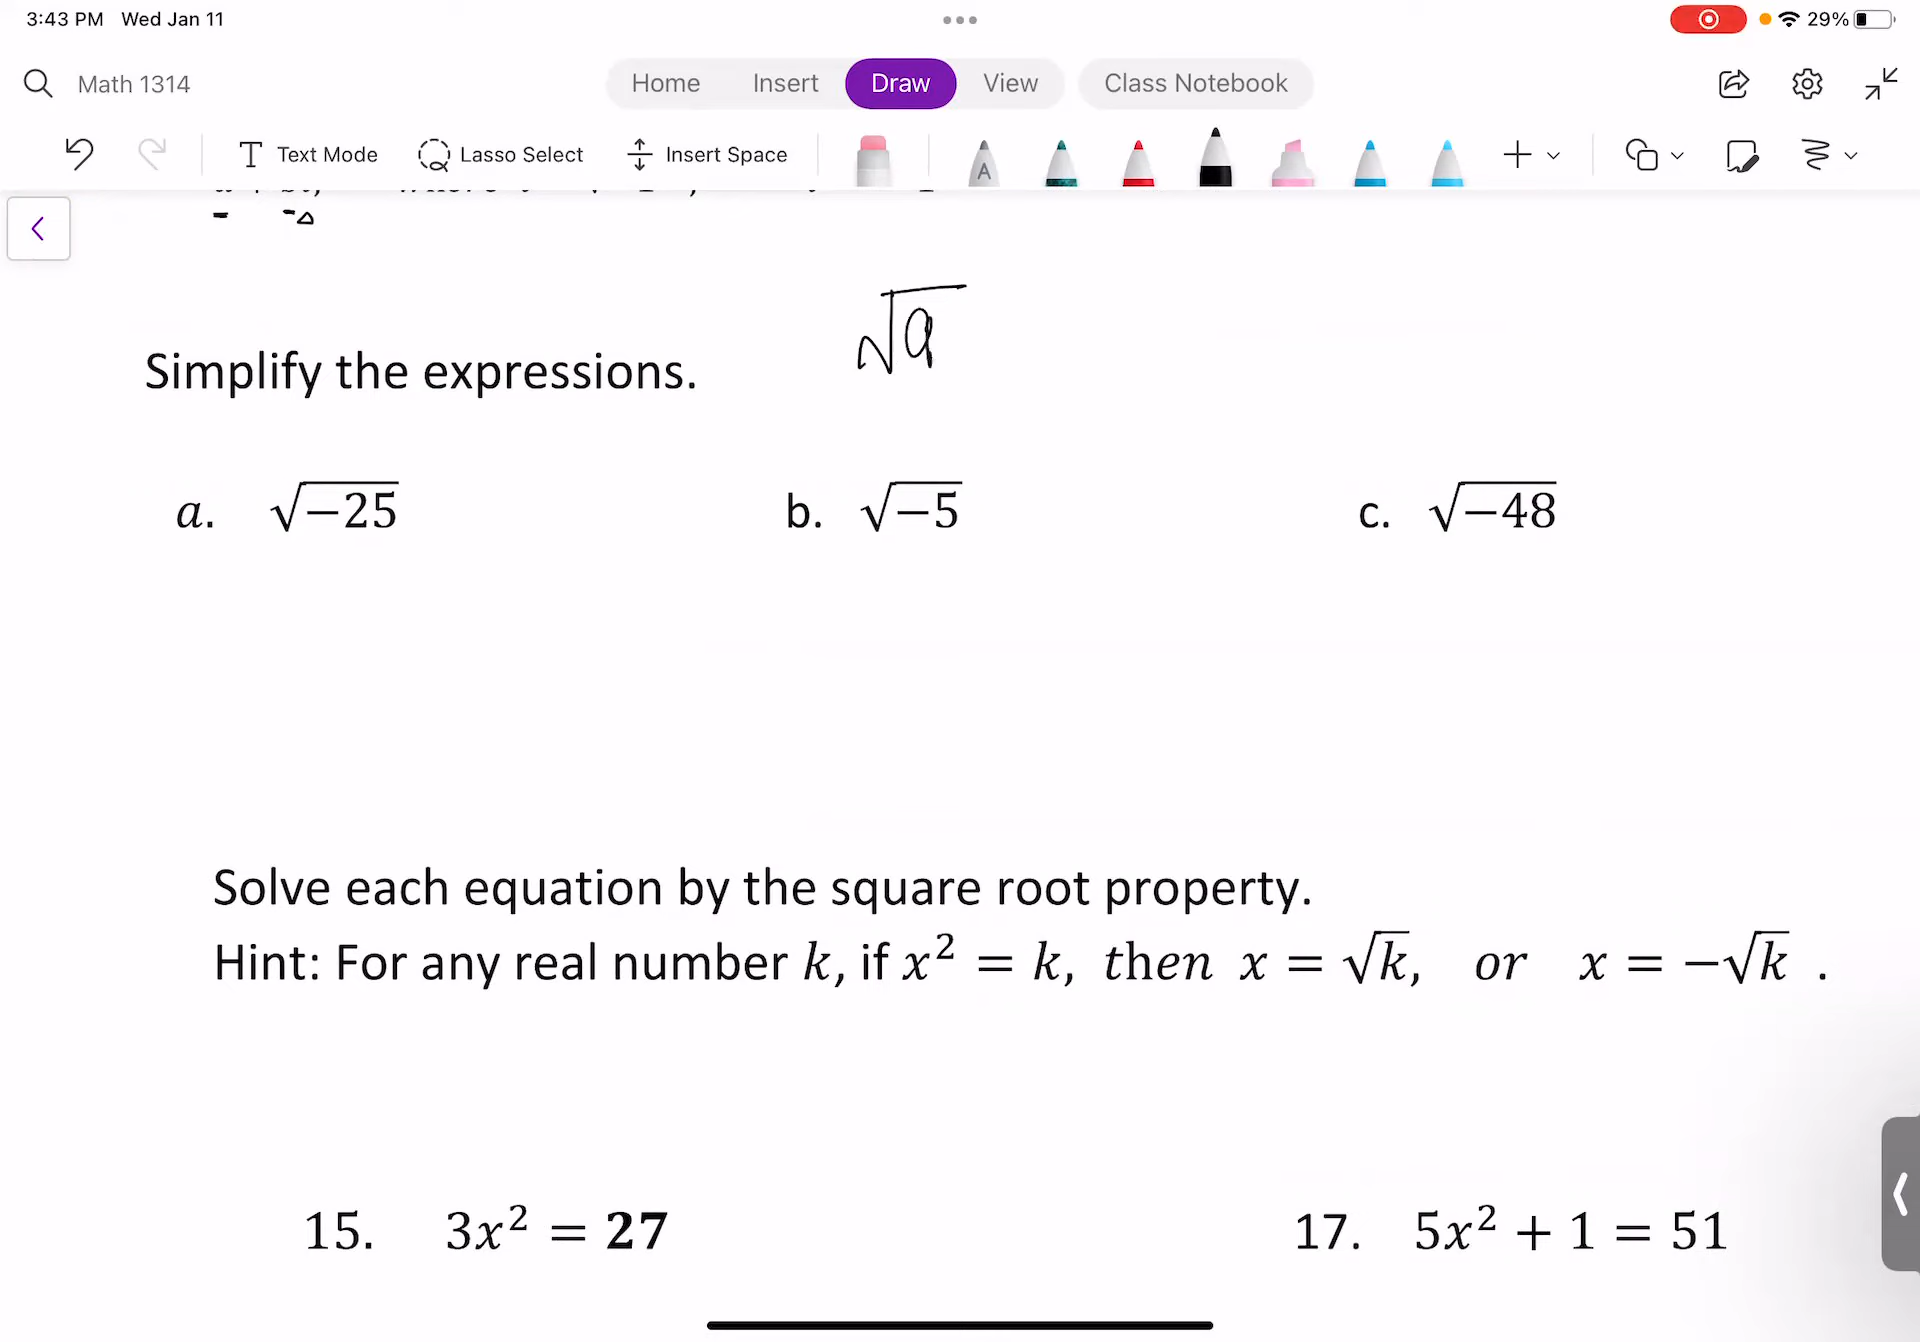 3:43 PM Wed Jan 11
29%
Math 1314
Home Insert Draw View Class Notebook
Text Mode Lasso Select Insert Space
A
√a
Simplify the expressions.
a. √−25 b. √−5 c. √−48
Solve each equation by the square root property.
Hint: For any real number k, if x² = k, then x = √k, or x = −√k .
15. 3x² = 27 17. 5x² + 1 = 51